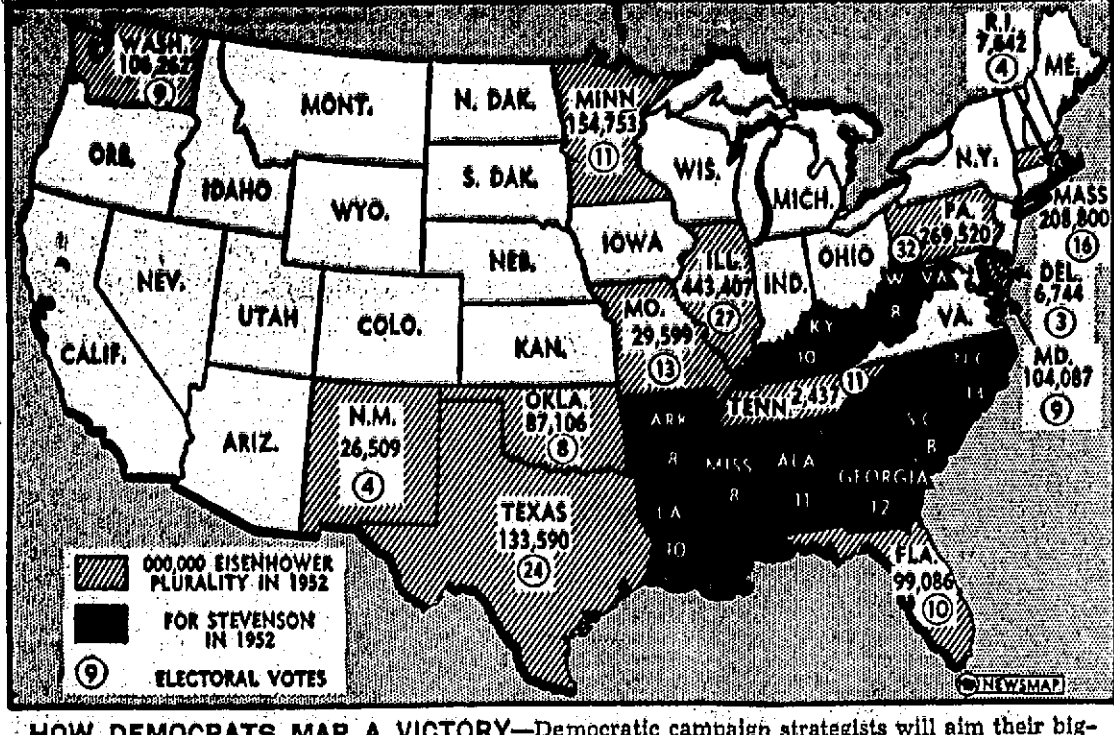 WASH.
106,262
9
MONT.
N. DAK.
MINN
154,753
11
R.I.
7,642
4
ME.
ORE.
IDAHO
WYO.
S. DAK.
WIS.
MICH.
N.Y.
PA.
269,520
32
MASS
208,800
16
NEV.
UTAH
COLO.
NEB.
IOWA
ILL.
443,407
27
IND.
OHIO
W. VA.
8
VA.
DEL.
6,744
3
CALIF.
KAN.
MO.
29,599
13
KY
10
MD.
104,087
9
ARIZ.
N.M.
26,509
4
OKLA.
87,106
8
TENN. 2,437 11
N.C.
14
ARK
8
MISS
8
ALA
11
S.C.
8
GEORGIA
12
TEXAS
133,590
24
LA
10
FLA.
99,086
10
000,000 EISENHOWER
PLURALITY IN 1952
FOR STEVENSON
IN 1952
9 ELECTORAL VOTES
NEWSMAP
HOW DEMOCRATS MAP A VICTORY—Democratic campaign strategists will aim their big-